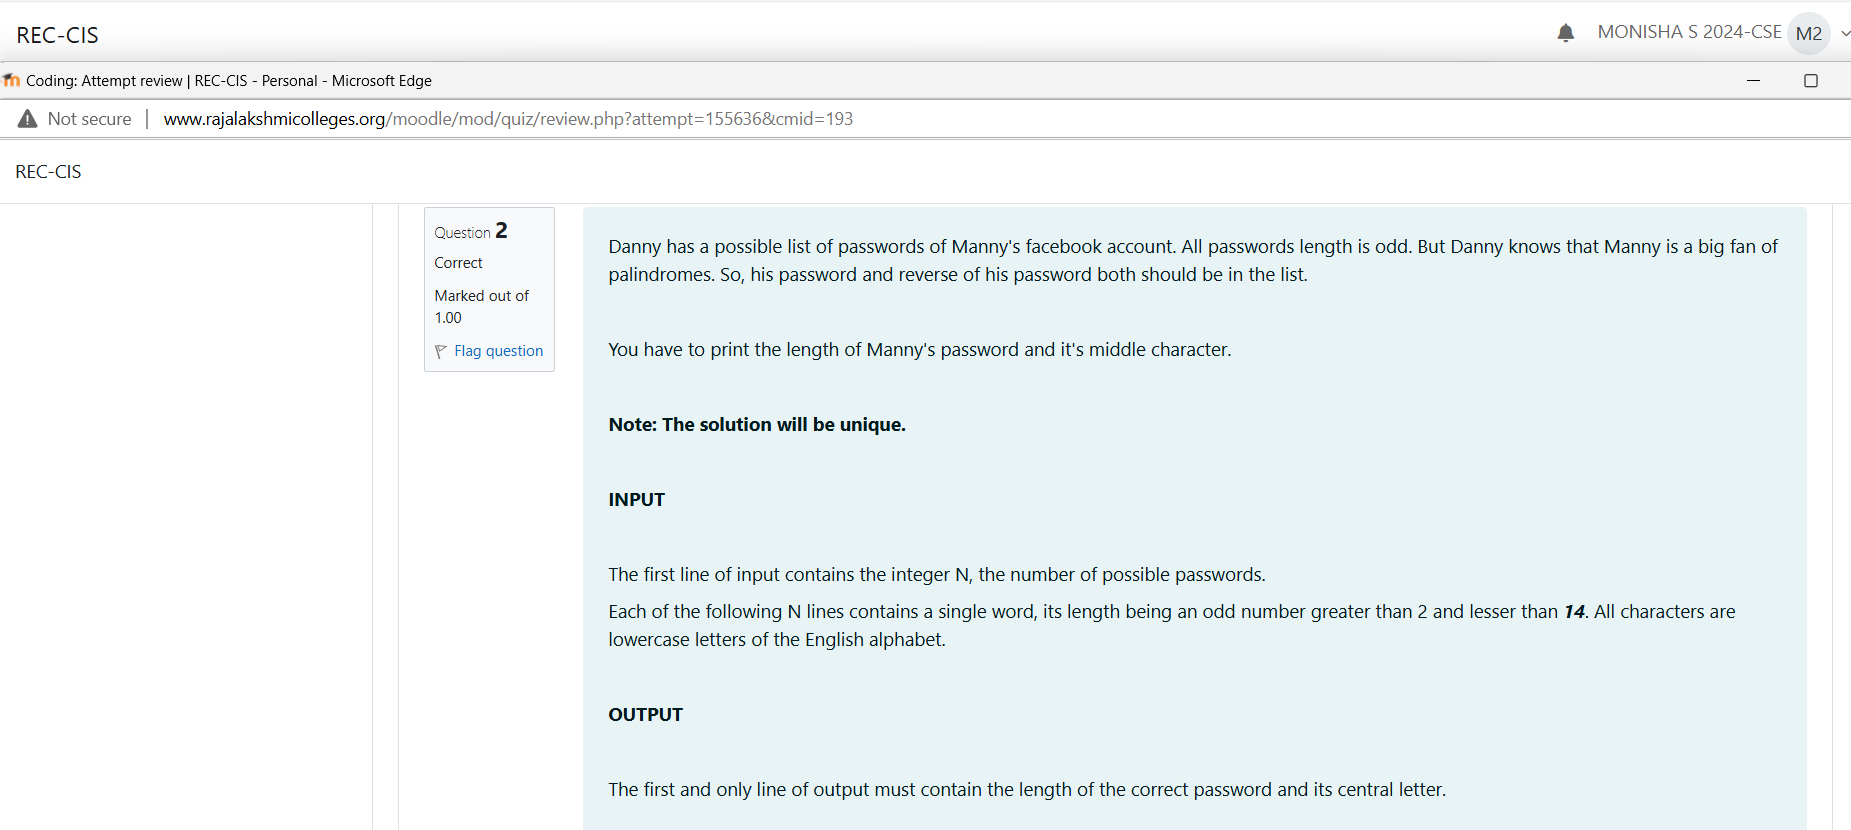 REC-CIS
MONISHA S 2024-CSE M2
Coding: Attempt review | REC-CIS - Personal - Microsoft Edge
Not secure | www.rajalakshmicolleges.org/moodle/mod/quiz/review.php?attempt=155636&cmid=193
REC-CIS
Question 2
Correct
Marked out of
1.00
Flag question
Danny has a possible list of passwords of Manny's facebook account. All passwords length is odd. But Danny knows that Manny is a big fan of
palindromes. So, his password and reverse of his password both should be in the list.
You have to print the length of Manny's password and it's middle character.
Note: The solution will be unique.
INPUT
The first line of input contains the integer N, the number of possible passwords.
Each of the following N lines contains a single word, its length being an odd number greater than 2 and lesser than 14. All characters are
lowercase letters of the English alphabet.
OUTPUT
The first and only line of output must contain the length of the correct password and its central letter.